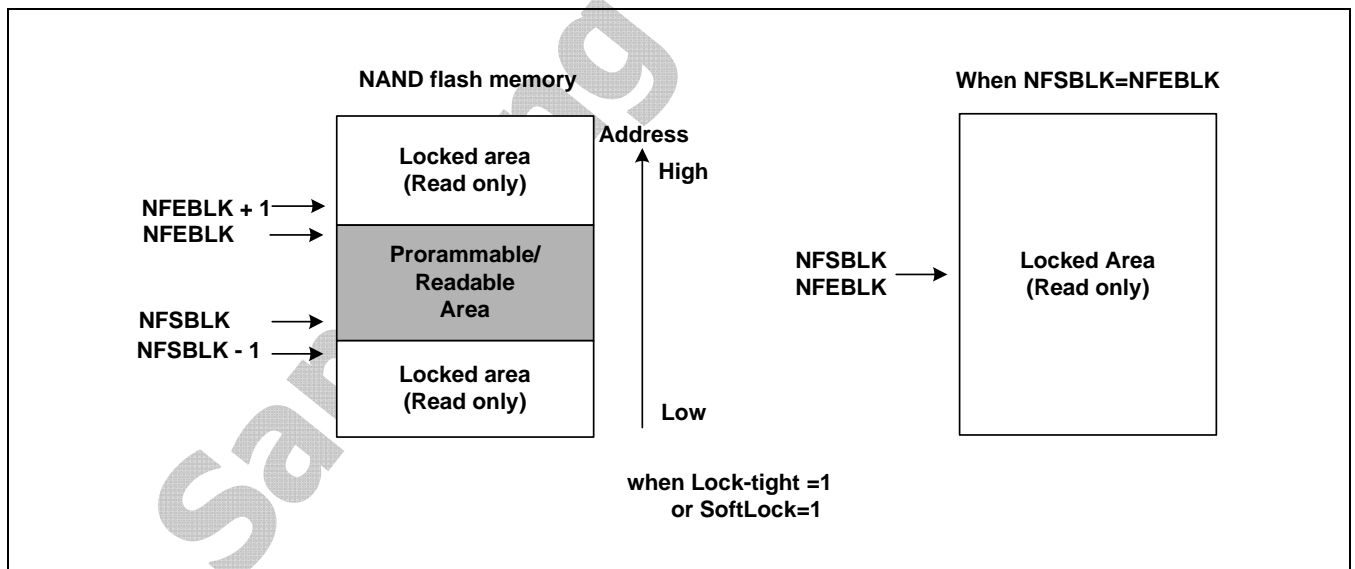 NAND flash memory
Address
High
Low
Locked area
(Read only)
NFEBLK + 1
NFEBLK
Prorammable/
Readable
Area
NFSBLK
NFSBLK - 1
Locked area
(Read only)
when Lock-tight =1
or SoftLock=1
When NFSBLK=NFEBLK
NFSBLK
NFEBLK
Locked Area
(Read only)